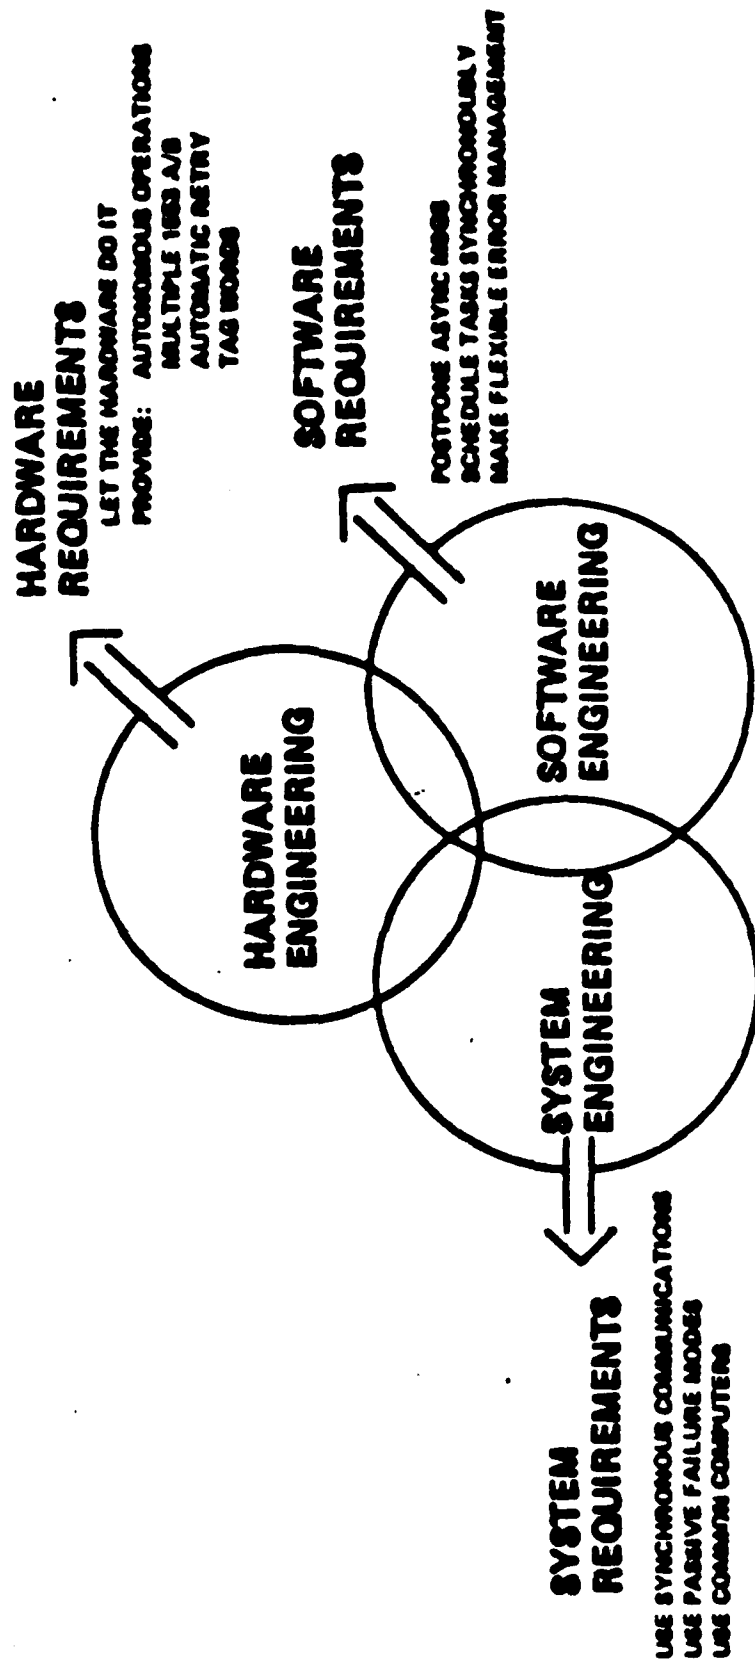 HARDWARE
REQUIREMENTS
LET THE HARDWARE DO IT
PROVIDE: AUTONOMOUS OPERATIONS
MULTIPLE 1553 A/B
AUTOMATIC RETRY
TAG WORDS
SOFTWARE
REQUIREMENTS
POSTPONE ASYNC MSGS
SCHEDULE TASKS SYNCHRONOUSLY
MAKE FLEXIBLE ERROR MANAGEMENT
HARDWARE
ENGINEERING
SOFTWARE
ENGINEERING
SYSTEM
ENGINEERING
SYSTEM
REQUIREMENTS
USE SYNCHRONOUS COMMUNICATIONS
USE PASSIVE FAILURE MODES
USE COMMON COMPUTERS